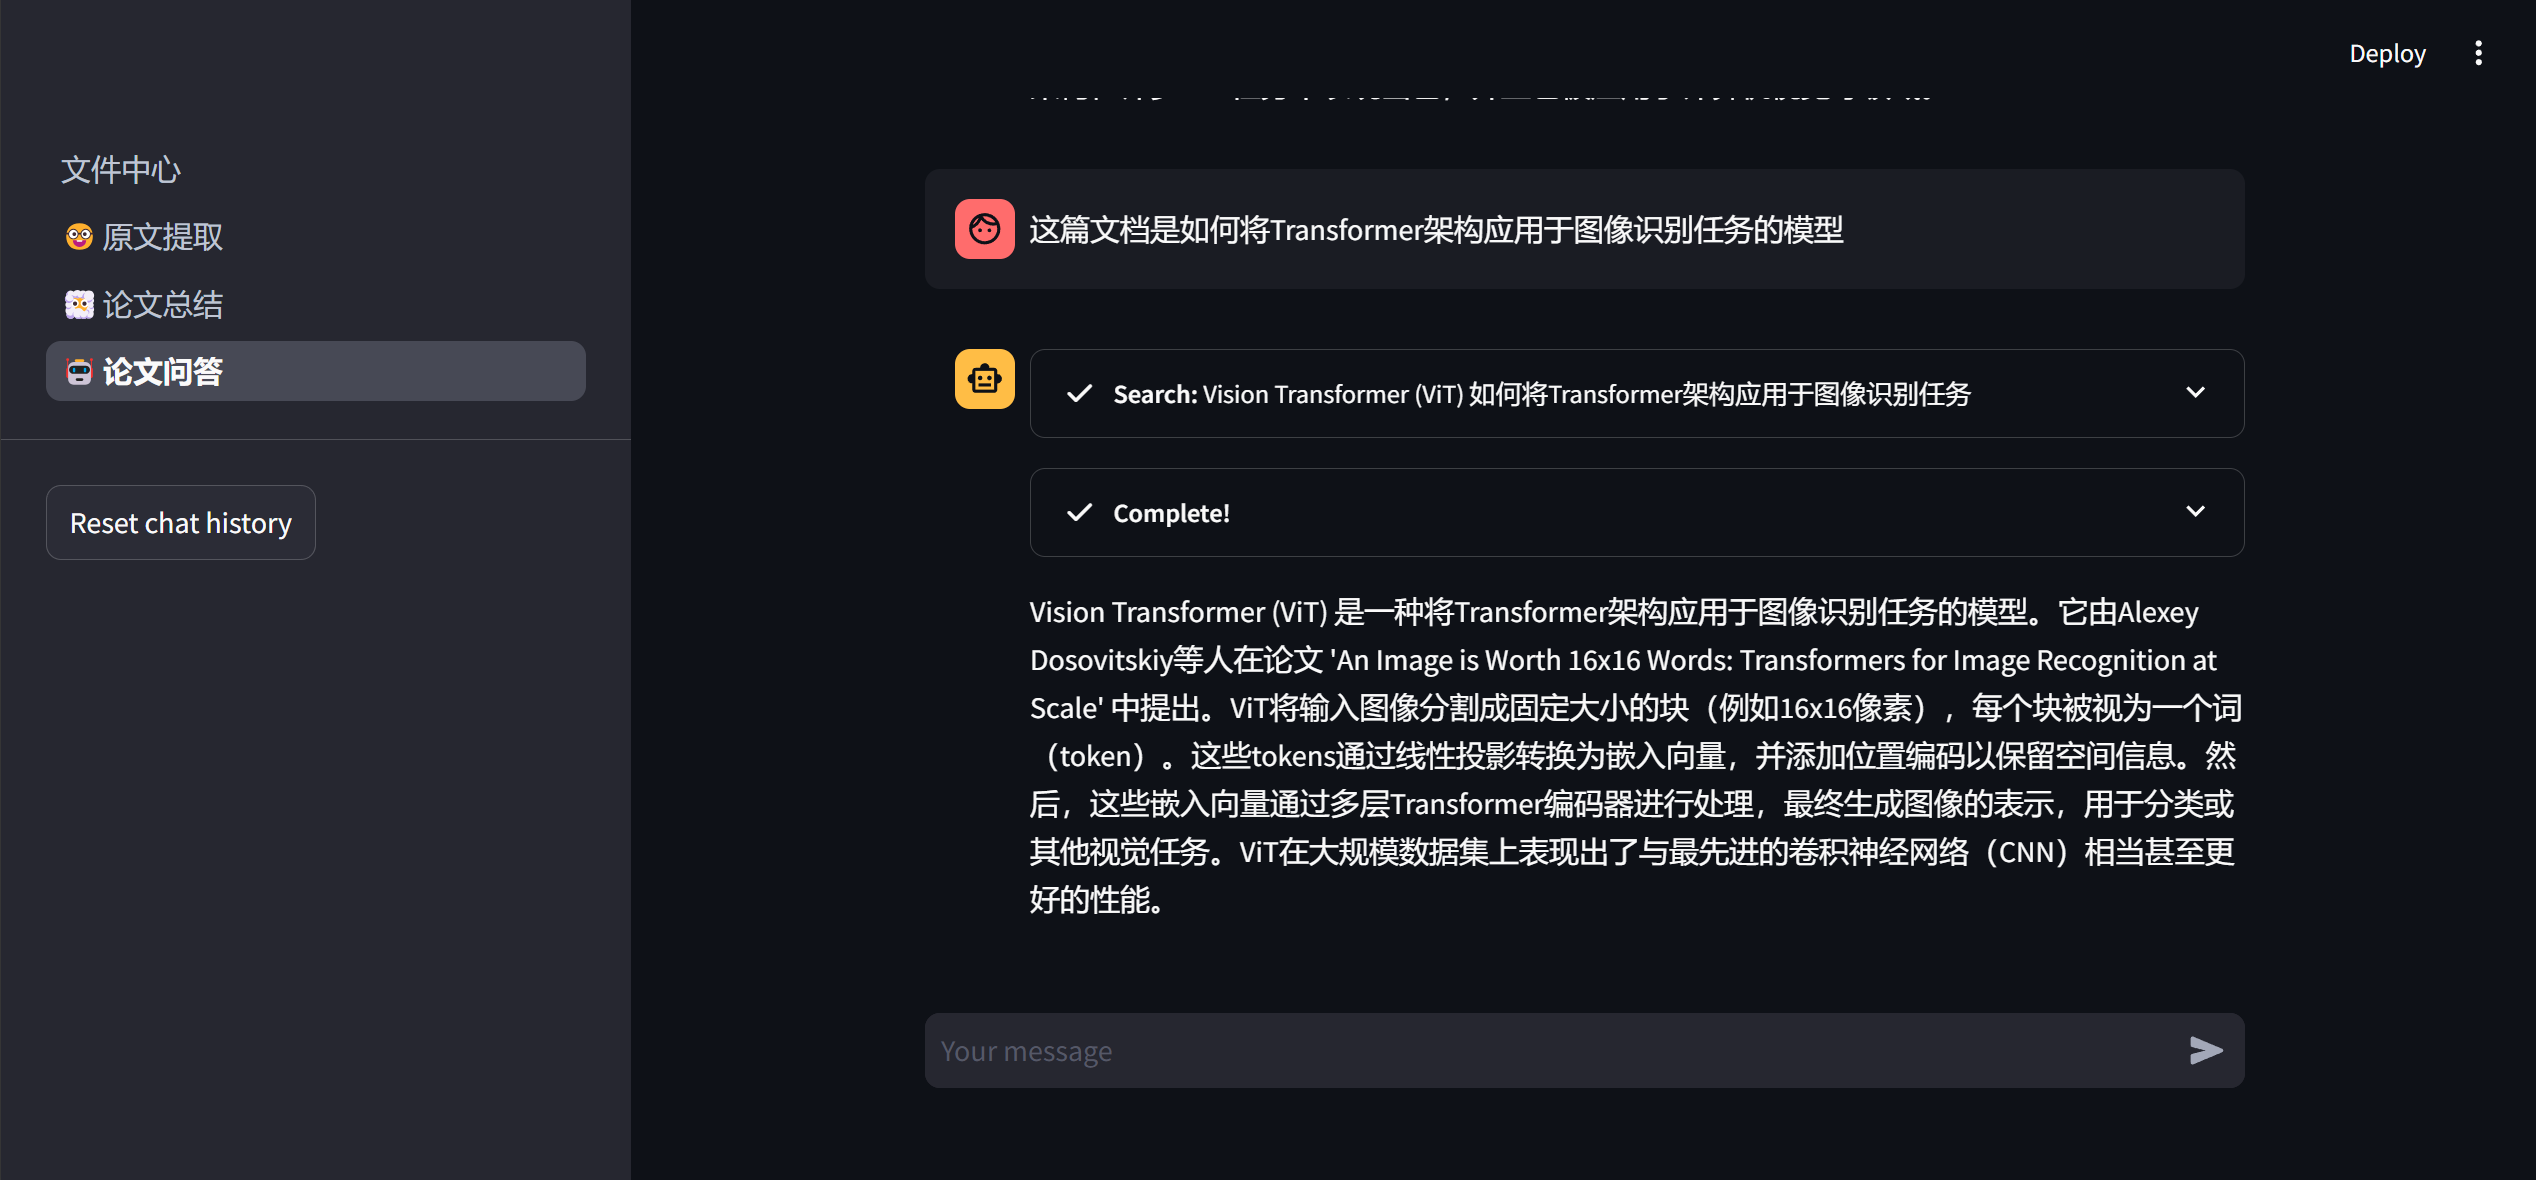 Deploy
文件中心
原文提取
论文总结
论文问答
Reset chat history
这篇文档是如何将Transformer架构应用于图像识别任务的模型
Search: Vision Transformer (ViT) 如何将Transformer架构应用于图像识别任务
Complete!
Vision Transformer (ViT) 是一种将Transformer架构应用于图像识别任务的模型。它由Alexey
Dosovitskiy等人在论文 'An Image is Worth 16x16 Words: Transformers for Image Recognition at
Scale' 中提出。ViT将输入图像分割成固定大小的块（例如16x16像素），每个块被视为一个词
（token）。这些tokens通过线性投影转换为嵌入向量，并添加位置编码以保留空间信息。然
后，这些嵌入向量通过多层Transformer编码器进行处理，最终生成图像的表示，用于分类或
其他视觉任务。ViT在大规模数据集上表现出了与最先进的卷积神经网络（CNN）相当甚至更
好的性能。
Your message